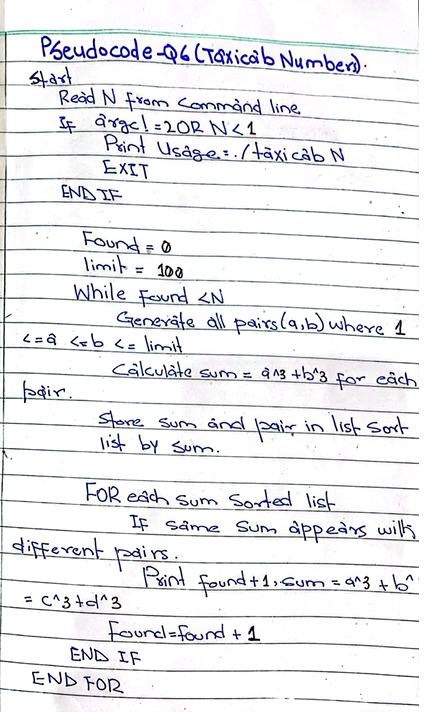 Pseudocode-Q6 (Taxicab Numbers).
Start
Read N from Command line
IF argc!=2OR N<1
Print Usage:./taxicab N
EXIT
END IF
Found = 0
limit = 100
While found <N
Generate all pairs(a,b) where 1
<=a <=b <= limit
Calculate sum = a^3+b^3 for each
pair.
Store sum and pair in list sort
list by sum.
FOR each sum sorted list
IF same sum appears with
different pairs.
Print found+1, sum = a^3 + b^
= c^3+d^3
Found=found + 1
END IF
END FOR